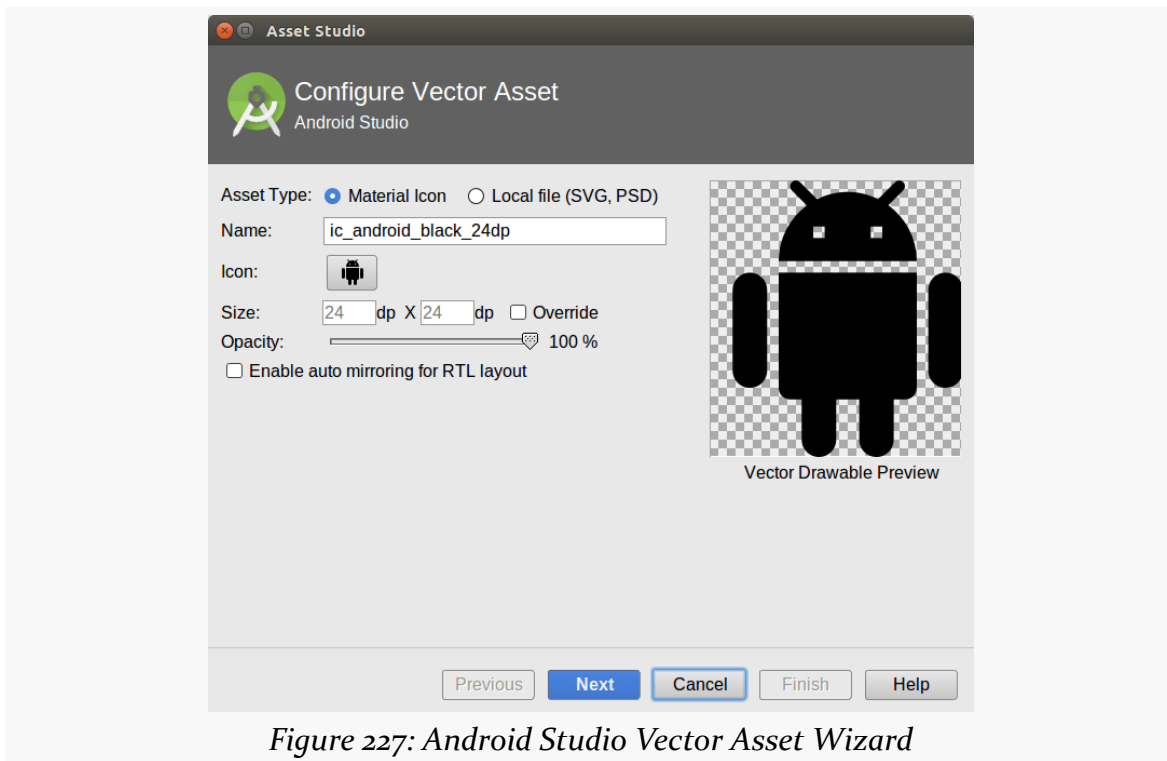 Asset Studio
Configure Vector Asset
Android Studio
Asset Type: Material Icon Local file (SVG, PSD)
Name: ic_android_black_24dp
Icon:
Size: 24 dp X 24 dp Override
Opacity: 100 %
Enable auto mirroring for RTL layout
Vector Drawable Preview
Previous Next Cancel Finish Help
Figure 227: Android Studio Vector Asset Wizard